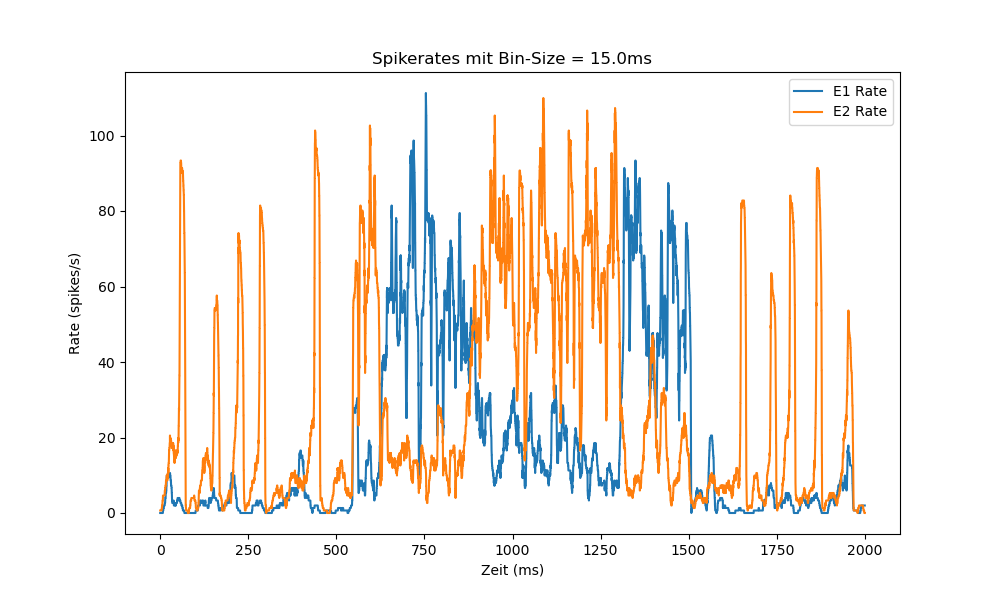 Spikerates mit Bin-Size = 15.0ms
E1 Rate
E2 Rate
100
80
60
40
20
0
Rate (spikes/s)
0 250 500 750 1000 1250 1500 1750 2000
Zeit (ms)